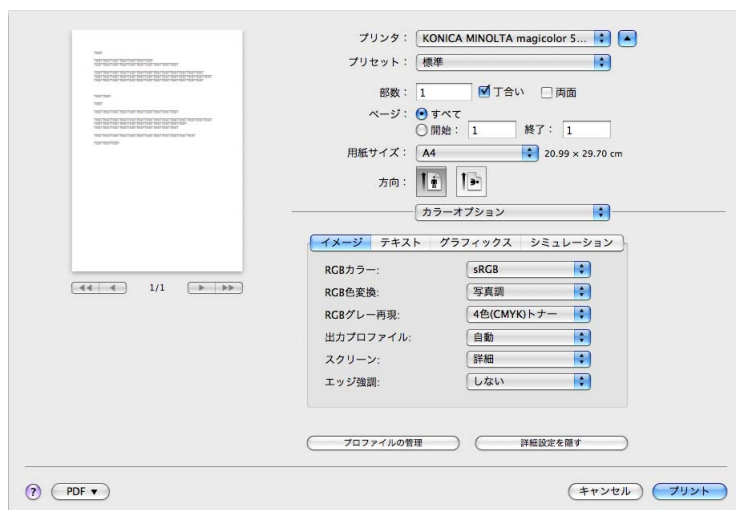 プリンタ： KONICA MINOLTA magicolor 5...
プリセット： 標準
部数： 1 丁合い 両面
ページ： すべて
開始： 1 終了： 1
用紙サイズ： A4 20.99 × 29.70 cm
方向：
カラーオプション
イメージ テキスト グラフィックス シミュレーション
RGBカラー: sRGB
RGB色変換: 写真調
RGBグレー再現: 4色(CMYK)トナー
出力プロファイル: 自動
スクリーン: 詳細
エッジ強調: しない
1/1
プロファイルの管理 詳細設定を隠す
? PDF ▼ キャンセル プリント